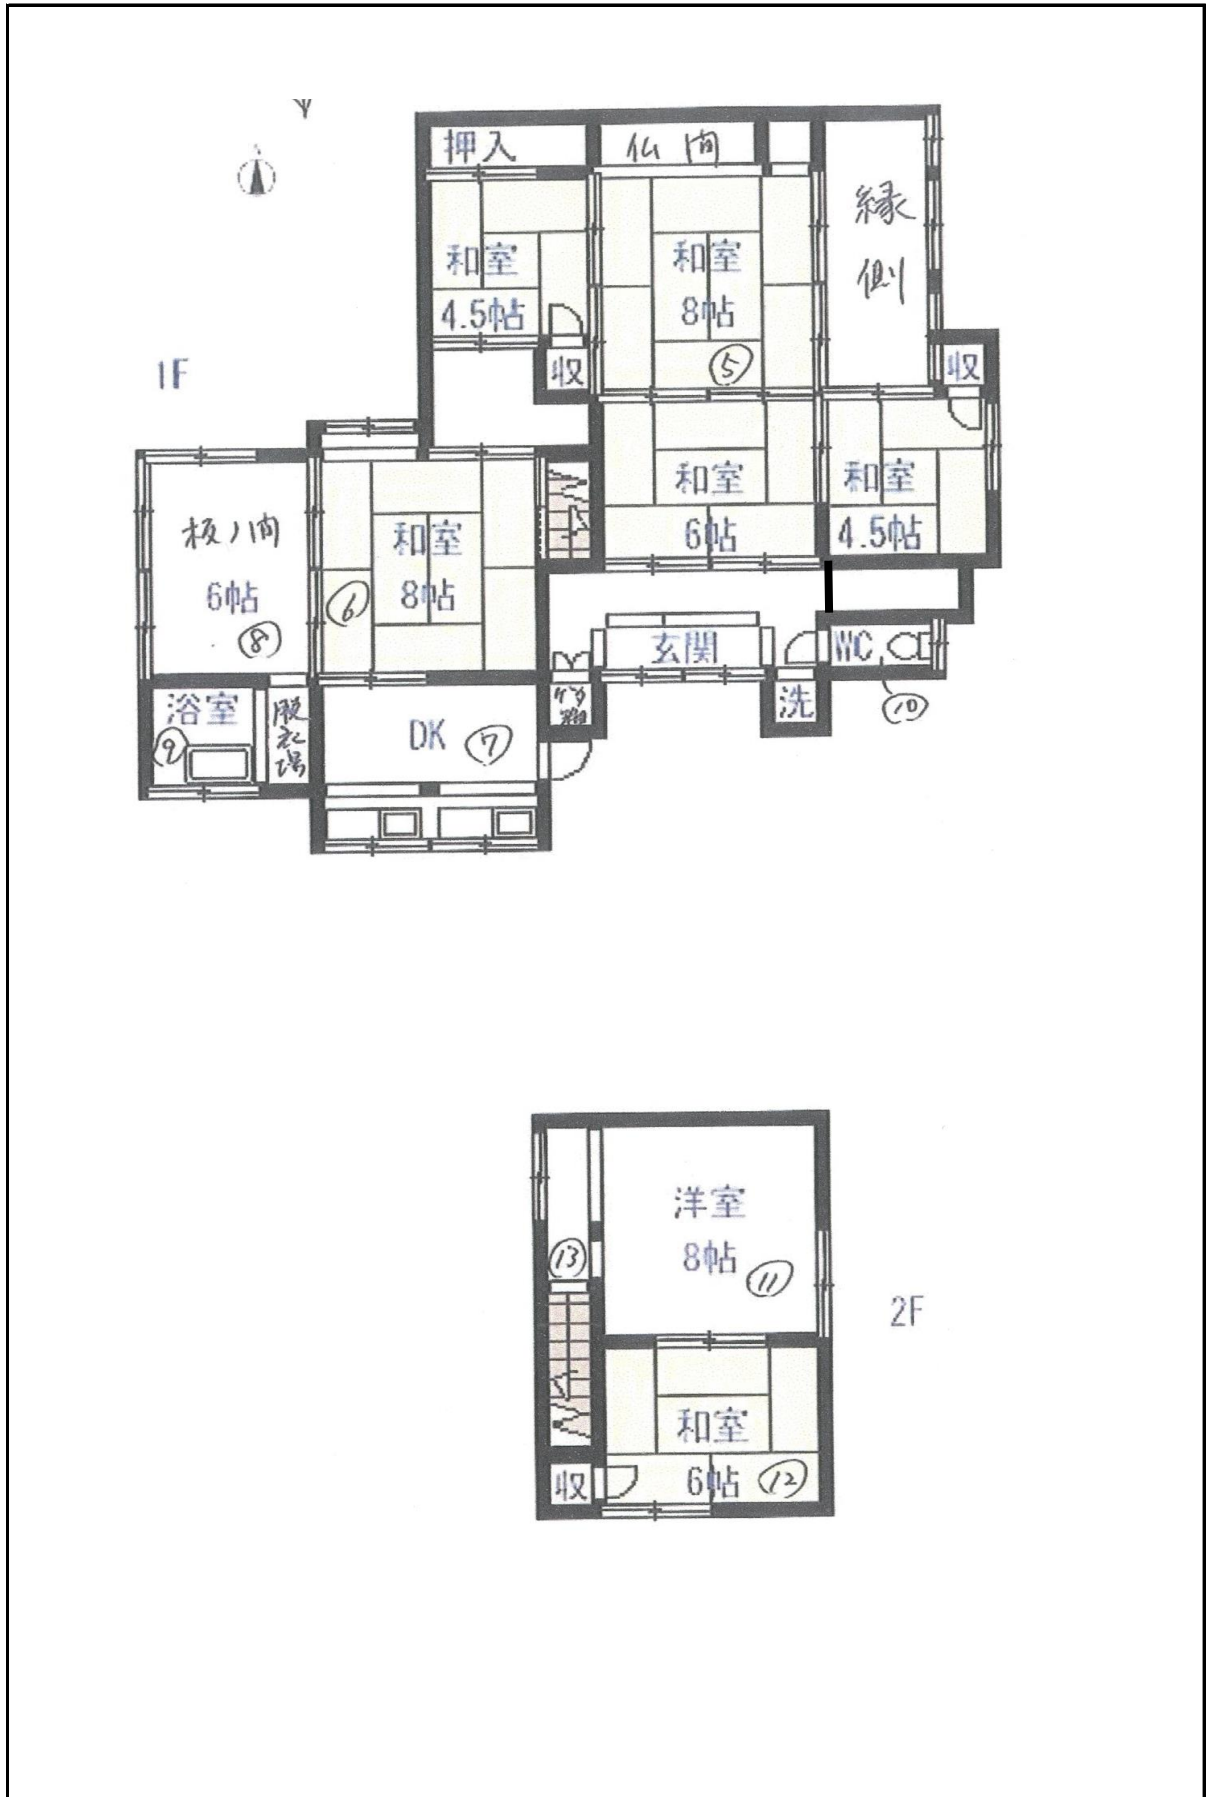 押入
仏間
縁
側
和室
4.5帖
和室
8帖
⑤
収
収
1F
和室
6帖
和室
4.5帖
板ノ間
6帖
⑧
和室
8帖
⑥
玄関
WC
⑩
洗
浴室
⑨
脱衣場
DK
⑦
洋室
8帖
⑪
⑬
2F
和室
6帖
⑫
収